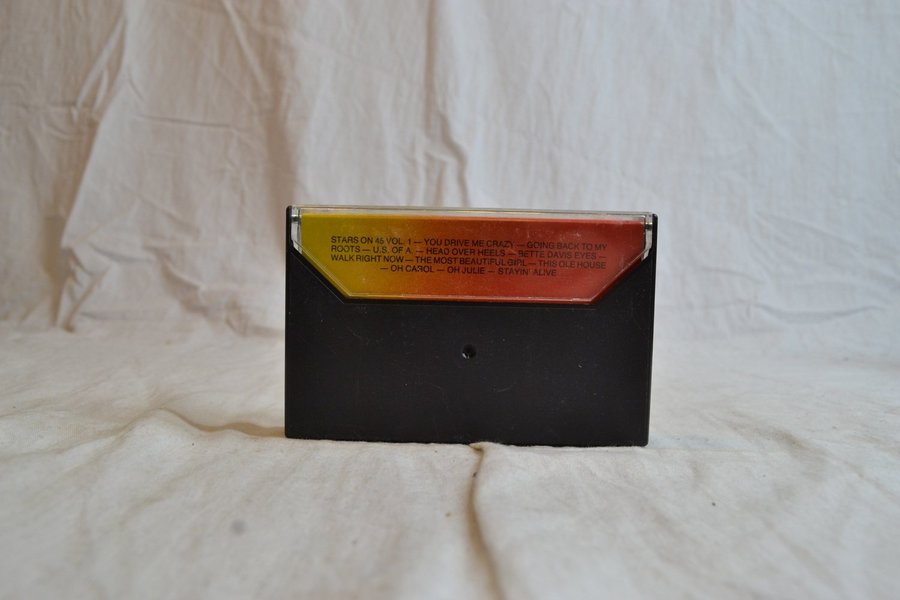 STARS ON 45 VOL. 1 — YOU DRIVE ME CRAZY — GOING BACK TO MY
ROOTS — U.S. OF A. — HEAD OVER HEELS — BETTE DAVIS EYES —
WALK RIGHT NOW — THE MOST BEAUTIFUL GIRL — THIS OLE HOUSE
— OH CAROL — OH JULIE — STAYIN' ALIVE